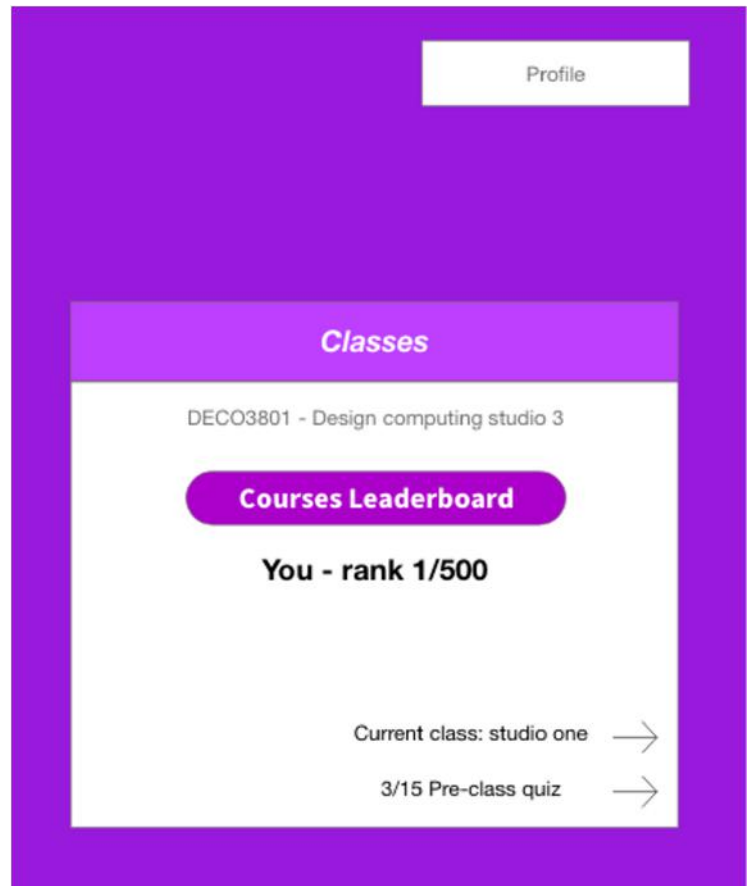 Profile
Classes
DECO3801 - Design computing studio 3
Courses Leaderboard
You - rank 1/500
Current class: studio one
3/15 Pre-class quiz